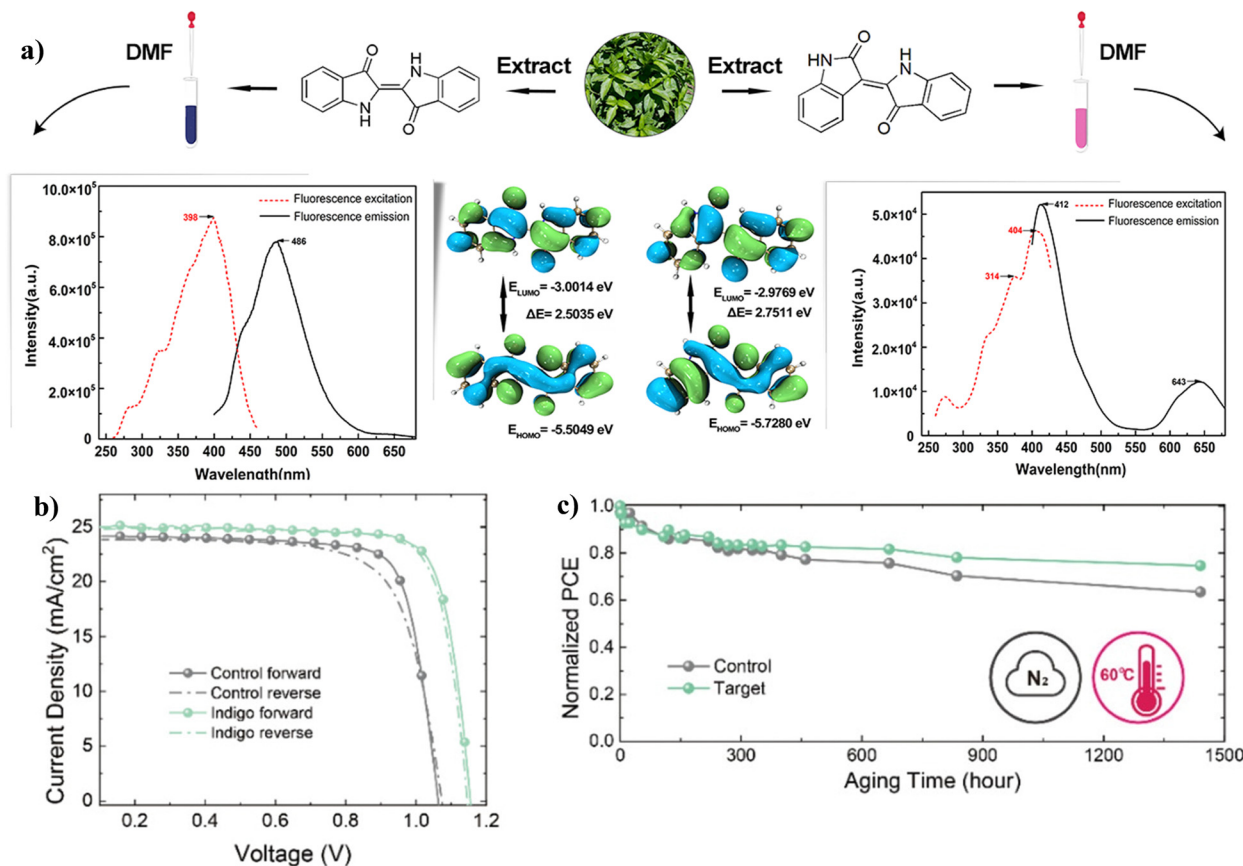 a)
DMF
O
HN
N
H
O
Extract
Extract
HN
O
HN
O
DMF
10.0×10⁵
8.0×10⁵
6.0×10⁵
4.0×10⁵
2.0×10⁵
0
Intensity(a.u.)
398
486
Fluorescence excitation
Fluorescence emission
250 300 350 400 450 500 550 600 650
Wavelength(nm)
E_LUMO= -3.0014 eV
ΔE= 2.5035 eV
E_HOMO= -5.5049 eV
E_LUMO= -2.9769 eV
ΔE= 2.7511 eV
E_HOMO= -5.7280 eV
5.0×10⁴
4.0×10⁴
3.0×10⁴
2.0×10⁴
1.0×10⁴
0
Intensity(a.u.)
412
404
314
643
Fluorescence excitation
Fluorescence emission
250 300 350 400 450 500 550 600 650
Wavelength(nm)
b)
25
20
15
10
5
0
Current Density (mA/cm²)
Control forward
Control reverse
Indigo forward
Indigo reverse
0.2 0.4 0.6 0.8 1.0 1.2
Voltage (V)
c)
1.0
0.8
0.6
0.4
0.2
0.0
Normalized PCE
Control
Target
N₂
60°C
0 300 600 900 1200 1500
Aging Time (hour)